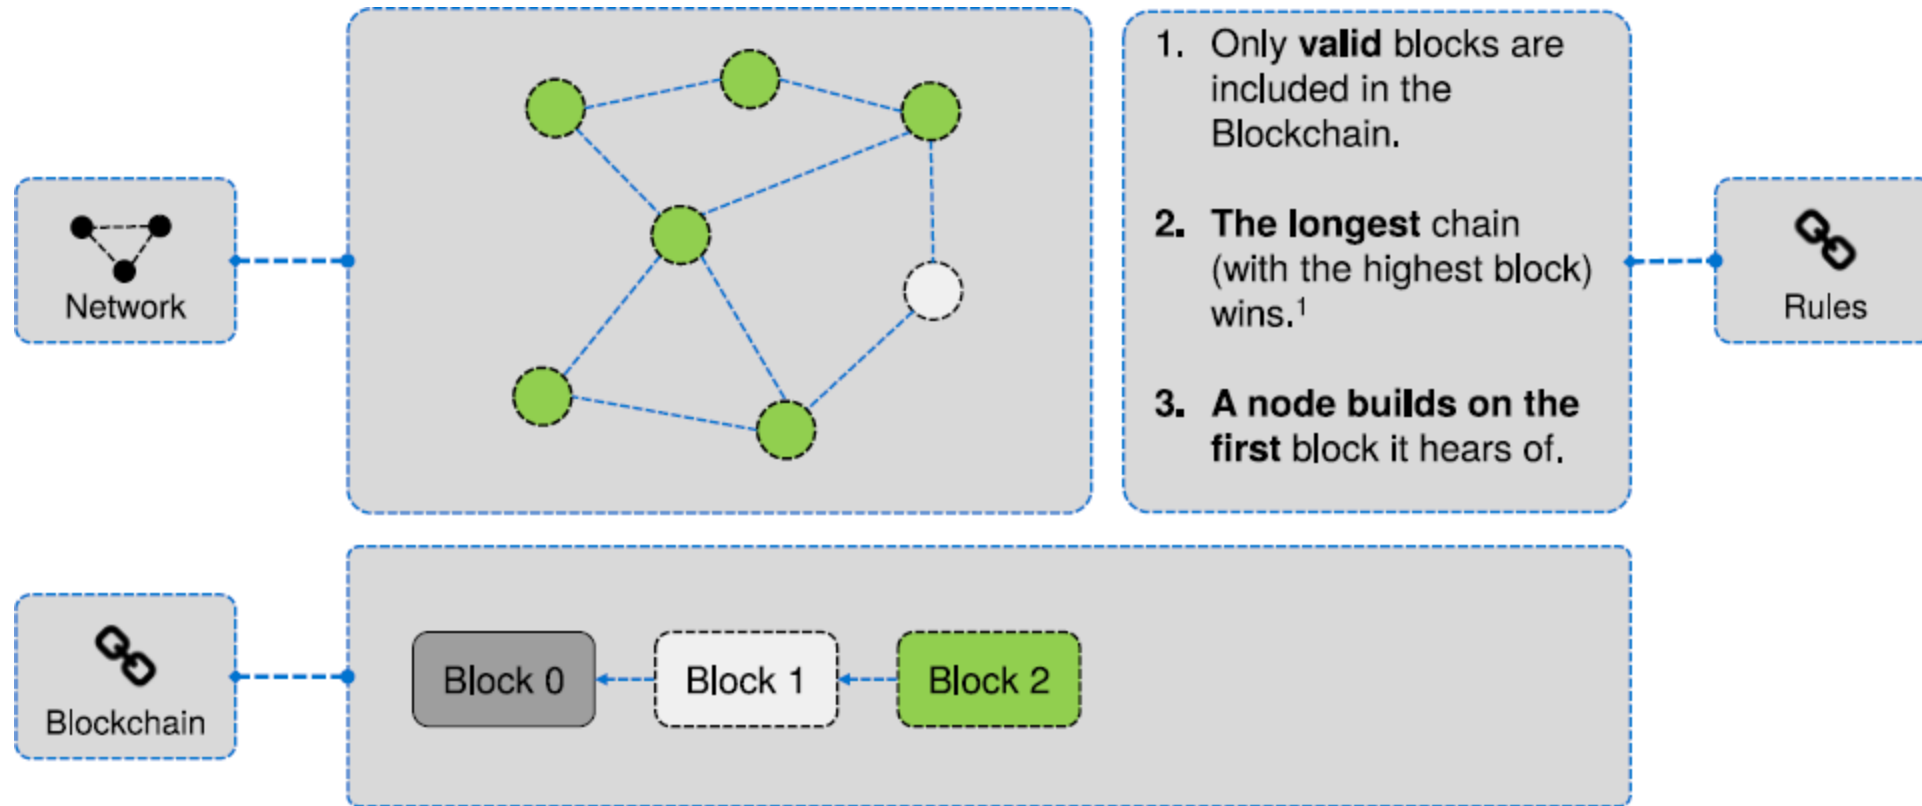 Network
1. Only valid blocks are
included in the
Blockchain.
2. The longest chain
(with the highest block)
wins.¹
3. A node builds on the
first block it hears of.
Rules
Blockchain
Block 0
Block 1
Block 2